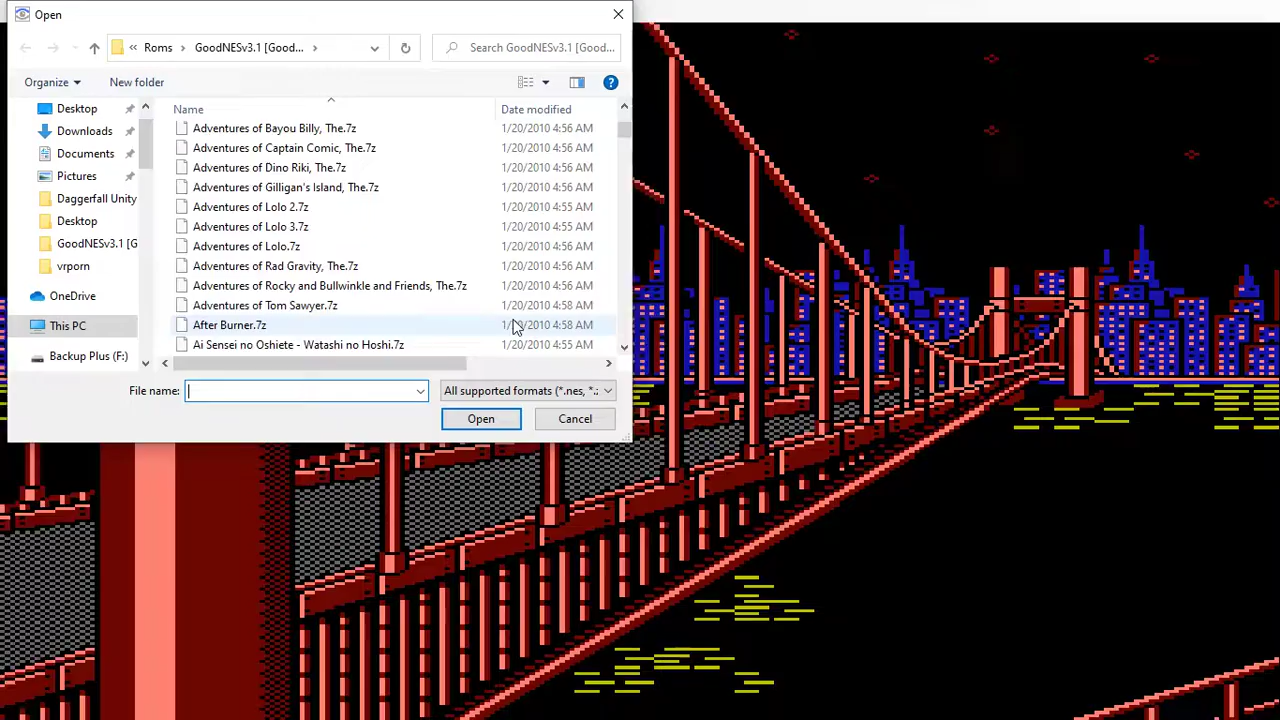 Open
« Roms > GoodNESv3.1 [Good... >
Search GoodNESv3.1 [Good...
Organize
New folder
Desktop
Downloads
Documents
Pictures
Daggerfall Unity
Desktop
GoodNESv3.1 [G
vrporn
OneDrive
This PC
Backup Plus (F:)
Name Date modified
Adventures of Bayou Billy, The.7z 1/20/2010 4:56 AM
Adventures of Captain Comic, The.7z 1/20/2010 4:56 AM
Adventures of Dino Riki, The.7z 1/20/2010 4:56 AM
Adventures of Gilligan's Island, The.7z 1/20/2010 4:56 AM
Adventures of Lolo 2.7z 1/20/2010 4:55 AM
Adventures of Lolo 3.7z 1/20/2010 4:55 AM
Adventures of Lolo.7z 1/20/2010 4:56 AM
Adventures of Rad Gravity, The.7z 1/20/2010 4:56 AM
Adventures of Rocky and Bullwinkle and Friends, The.7z 1/20/2010 4:56 AM
Adventures of Tom Sawyer.7z 1/20/2010 4:58 AM
After Burner.7z 1/20/2010 4:58 AM
Ai Sensei no Oshiete - Watashi no Hoshi.7z 1/20/2010 4:55 AM
File name:
All supported formats (*.nes, *.:
Open
Cancel